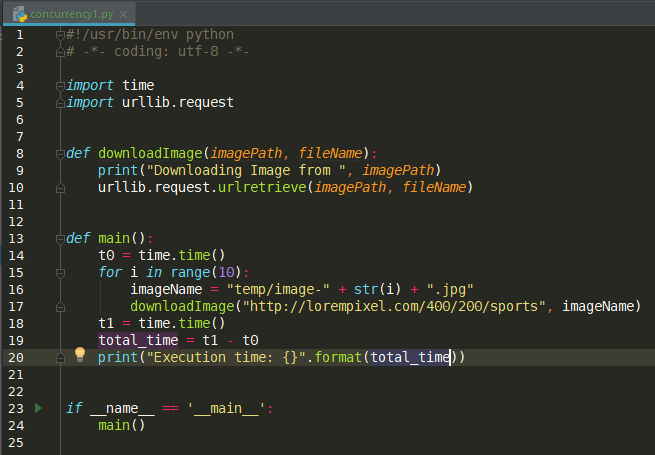 concurrency1.py
1 #!/usr/bin/env python
2 # -*- coding: utf-8 -*-
3
4 import time
5 import urllib.request
6
7
8 def downloadImage(imagePath, fileName):
9     print("Downloading Image from ", imagePath)
10     urllib.request.urlretrieve(imagePath, fileName)
11
12
13 def main():
14     t0 = time.time()
15     for i in range(10):
16         imageName = "temp/image-" + str(i) + ".jpg"
17         downloadImage("http://lorempixel.com/400/200/sports", imageName)
18     t1 = time.time()
19     total_time = t1 - t0
20     print("Execution time: {}".format(total_time))
21
22
23 if __name__ == '__main__':
24     main()
25